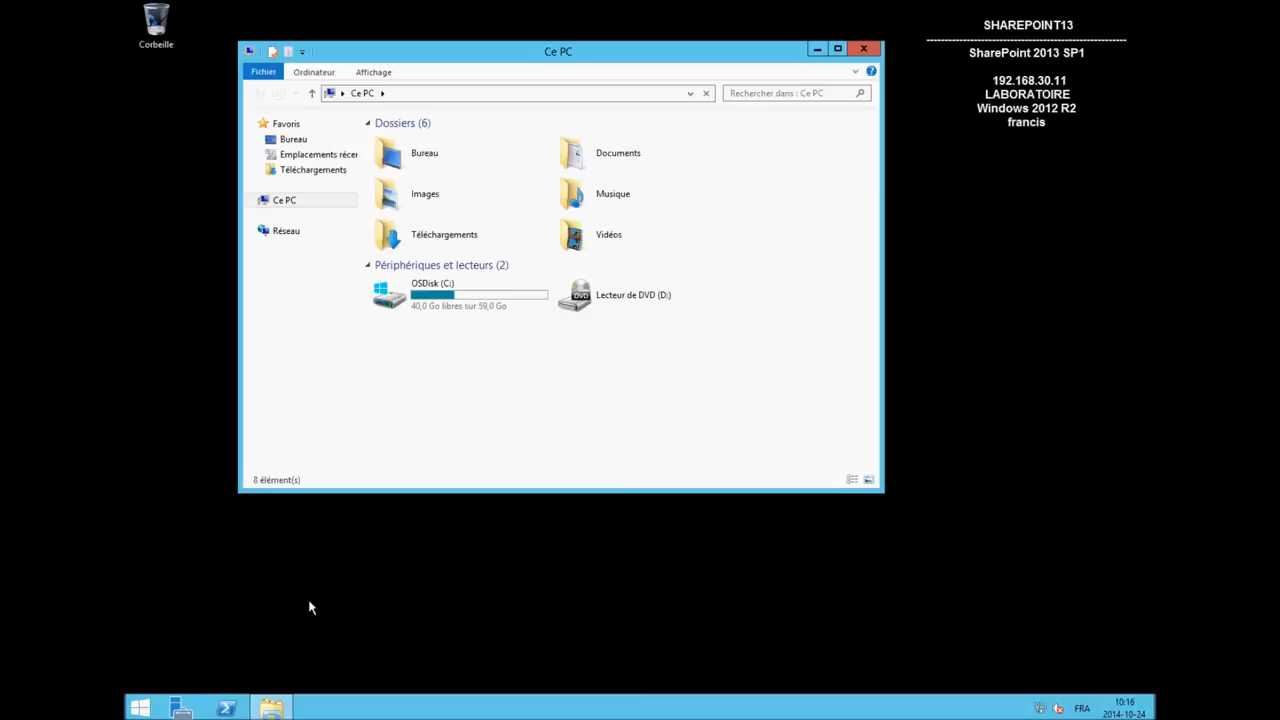 Corbeille
SHAREPOINT13
SharePoint 2013 SP1
192.168.30.11
LABORATOIRE
Windows 2012 R2
francis
Ce PC
Fichier
Ordinateur
Affichage
Ce PC
Rechercher dans : Ce PC
Favoris
Bureau
Emplacements récer
Téléchargements
Ce PC
Réseau
Dossiers (6)
Bureau
Documents
Images
Musique
Téléchargements
Vidéos
Périphériques et lecteurs (2)
OSDisk (C:)
40,0 Go libres sur 59,0 Go
DVD
Lecteur de DVD (D:)
8 élément(s)
FRA
10:16
2014-10-24